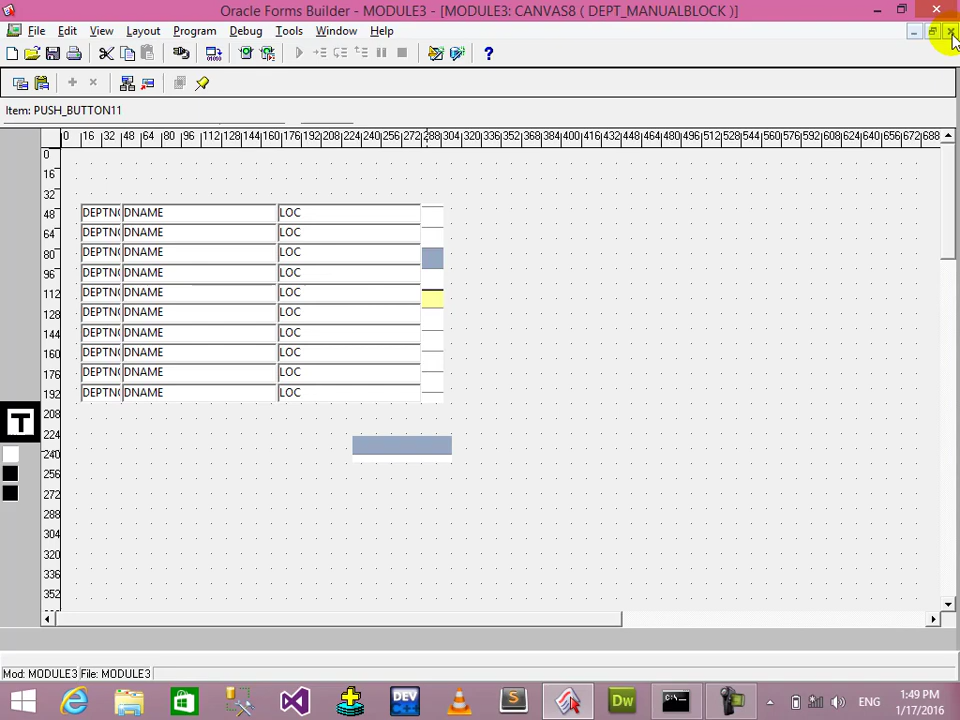 Oracle Forms Builder - MODULE3 - [MODULE3: CANVAS8 ( DEPT_MANUALBLOCK )]
File Edit View Layout Program Debug Tools Window Help
Item: PUSH_BUTTON11
0 16 32 48 64 80 96 112 128 144 160 176 192 208 224 240 256 272 288 304 320 336 352 368 384 400 416 432 448 464 480 496 512 528 544 560 576 592 608 624 640 656 672 688
0
16
32
48
64
80
96
112
128
144
160
176
192
208
224
240
256
272
288
304
320
336
352
DEPTN DNAME LOC
DEPTN DNAME LOC
DEPTN DNAME LOC
DEPTN DNAME LOC
DEPTN DNAME LOC
DEPTN DNAME LOC
DEPTN DNAME LOC
DEPTN DNAME LOC
DEPTN DNAME LOC
DEPTN DNAME LOC
T
Mod: MODULE3 File: MODULE3
DEV
C++
S
Dw
ENG
1:49 PM
1/17/2016